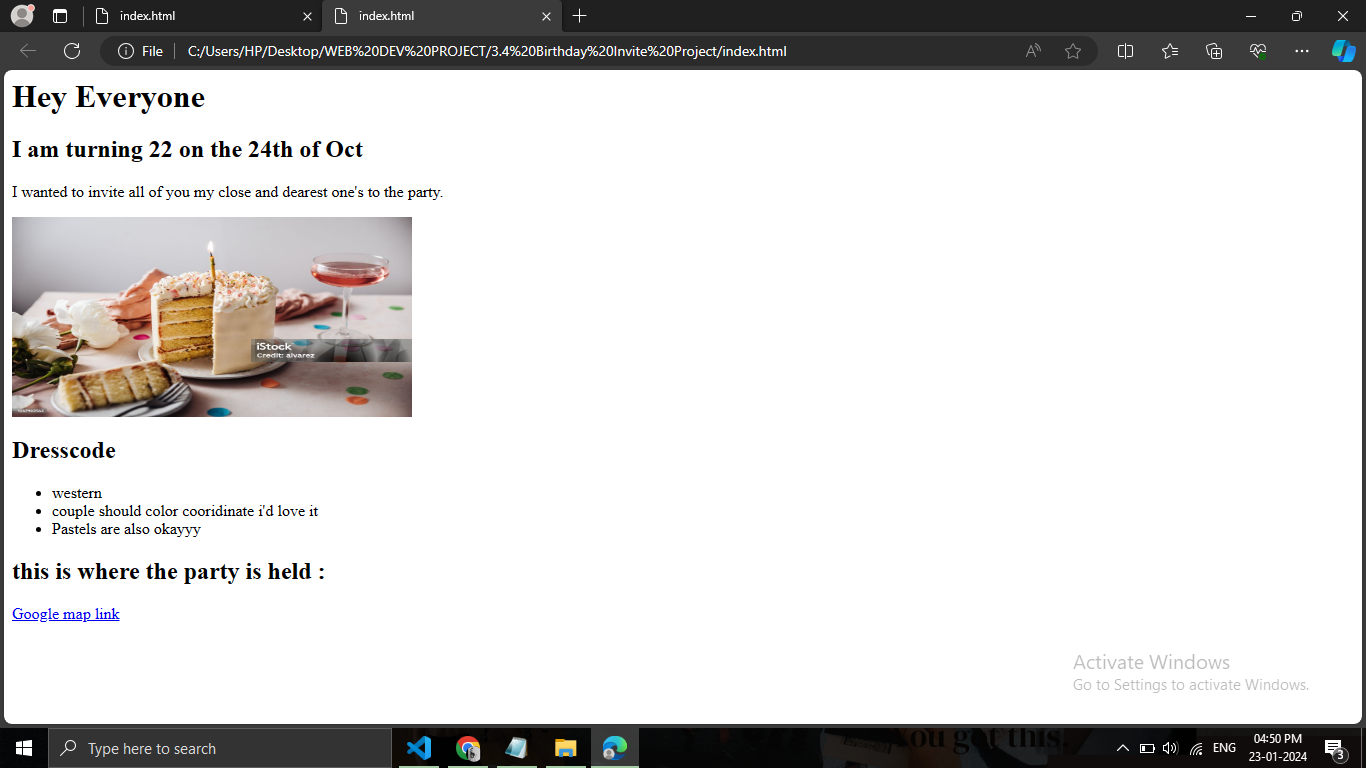 index.html
index.html
File
C:/Users/HP/Desktop/WEB%20DEV%20PROJECT/3.4%20Birthday%20Invite%20Project/index.html
Hey Everyone
I am turning 22 on the 24th of Oct
I wanted to invite all of you my close and dearest one's to the party.
iStock
Credit: alvarez
Dresscode
western
couple should color cooridinate i'd love it
Pastels are also okayyy
this is where the party is held :
Google map link
Activate Windows
Go to Settings to activate Windows.
Type here to search
You got this.
ENG
04:50 PM
23-01-2024
3